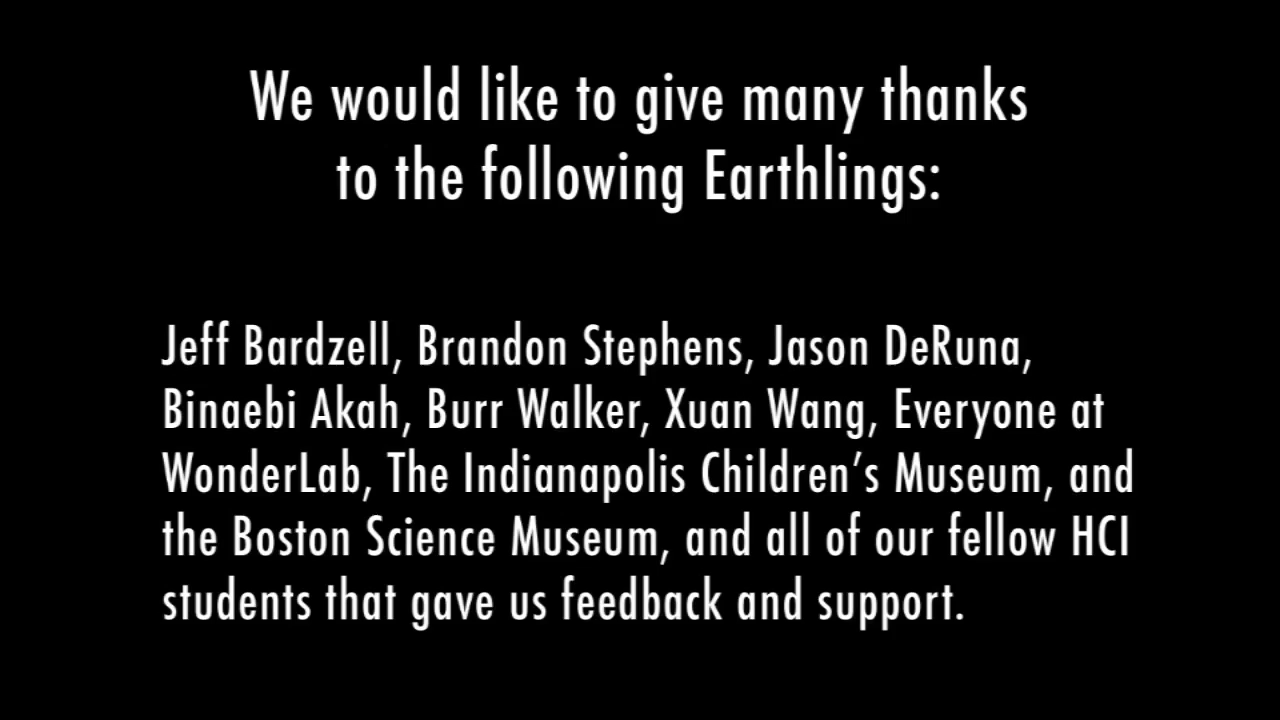 We would like to give many thanks
to the following Earthlings:
Jeff Bardzell, Brandon Stephens, Jason DeRuna,
Binaebi Akah, Burr Walker, Xuan Wang, Everyone at
WonderLab, The Indianapolis Children’s Museum, and
the Boston Science Museum, and all of our fellow HCI
students that gave us feedback and support.